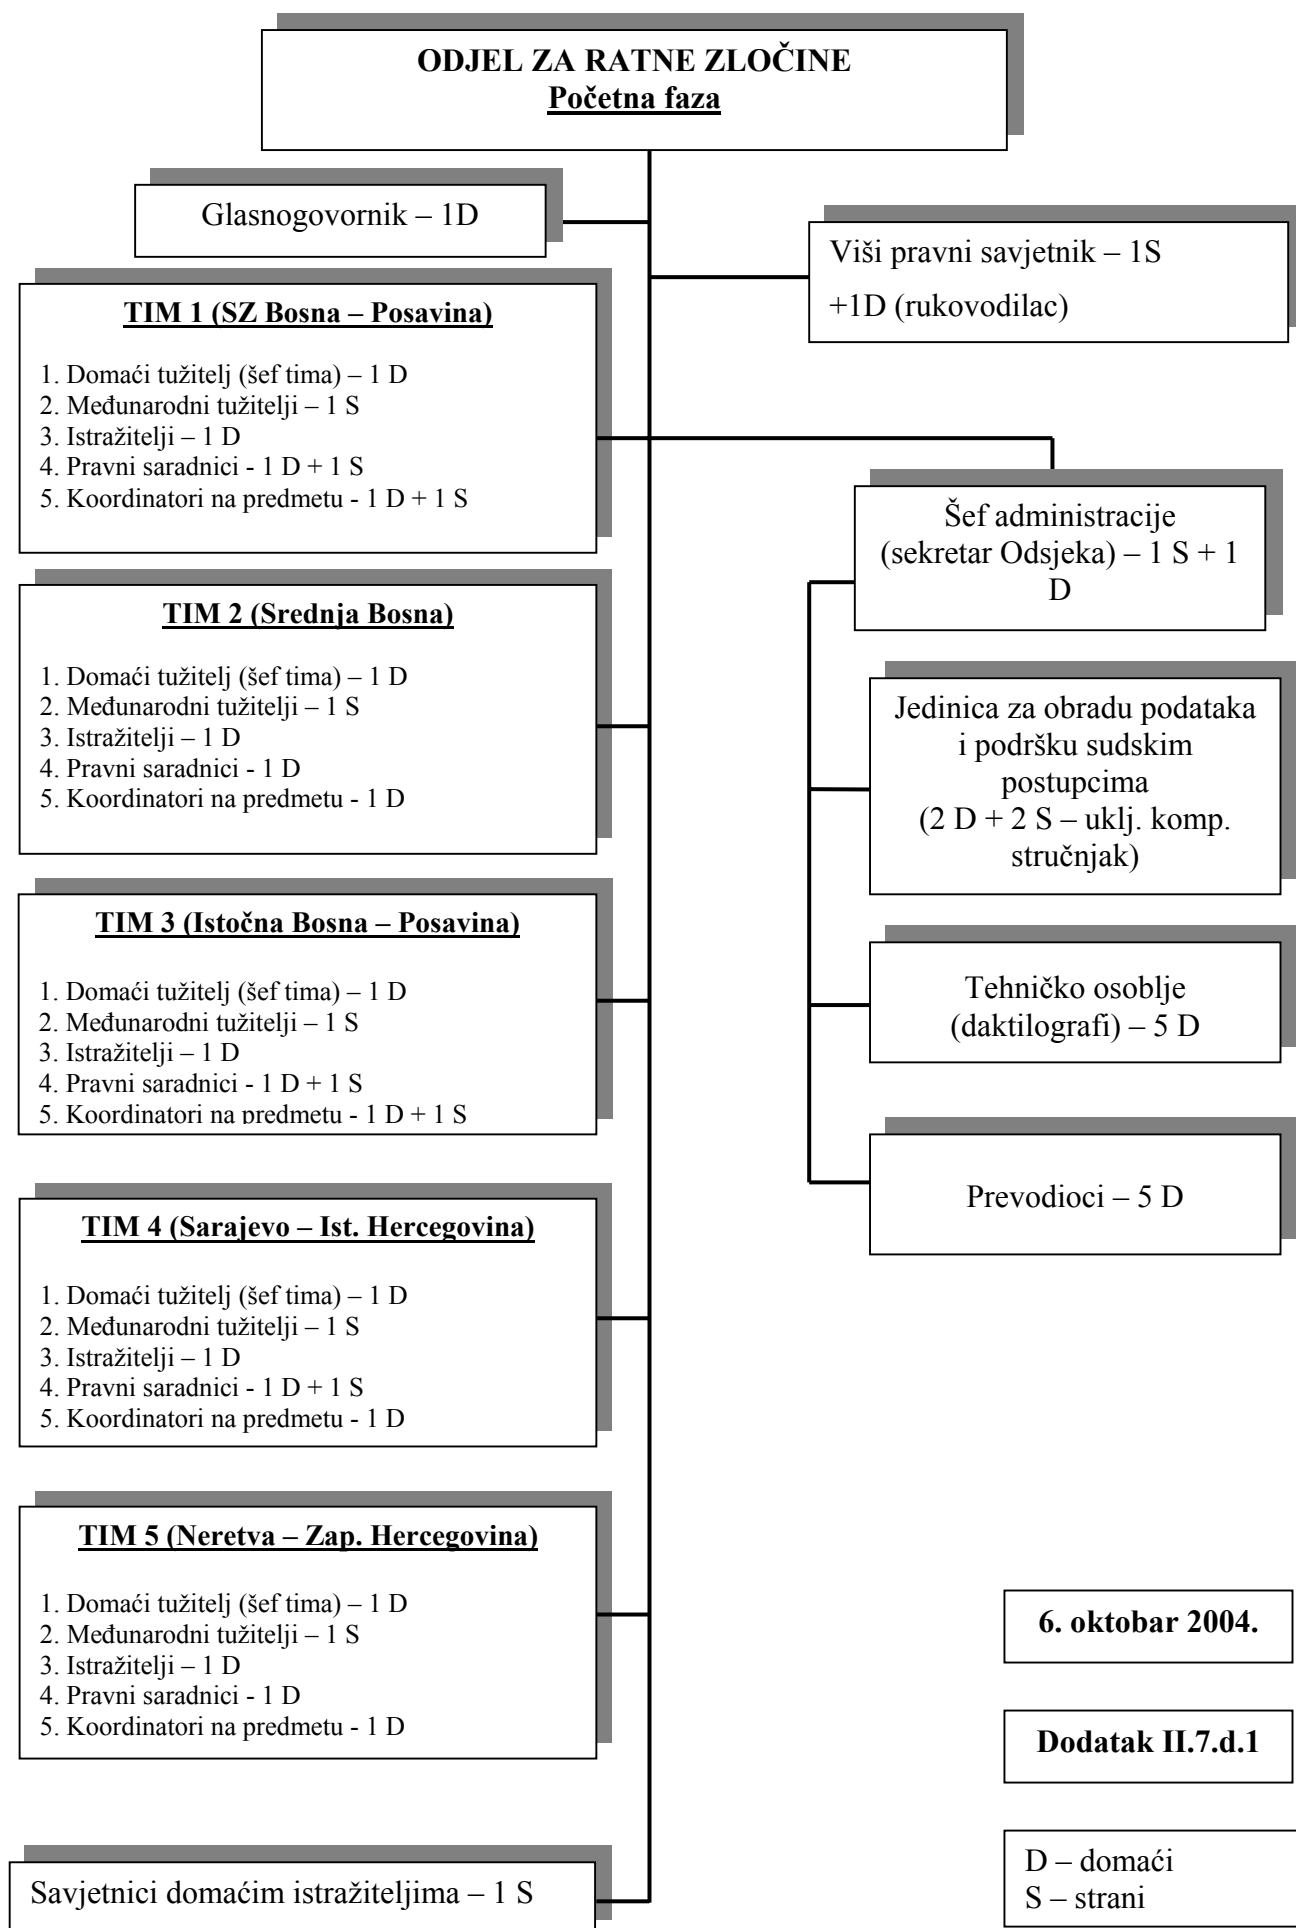 ODJEL ZA RATNE ZLOČINE
Početna faza
Glasnogovornik – 1D
Viši pravni savjetnik – 1S
+1D (rukovodilac)
TIM 1 (SZ Bosna – Posavina)
1. Domaći tužitelj (šef tima) – 1 D
2. Međunarodni tužitelji – 1 S
3. Istražitelji – 1 D
4. Pravni saradnici - 1 D + 1 S
5. Koordinatori na predmetu - 1 D + 1 S
Šef administracije
(sekretar Odsjeka) – 1 S + 1
D
TIM 2 (Srednja Bosna)
1. Domaći tužitelj (šef tima) – 1 D
2. Međunarodni tužitelji – 1 S
3. Istražitelji – 1 D
4. Pravni saradnici - 1 D
5. Koordinatori na predmetu - 1 D
Jedinica za obradu podataka
i podršku sudskim
postupcima
(2 D + 2 S – uklj. komp.
stručnjak)
TIM 3 (Istočna Bosna – Posavina)
1. Domaći tužitelj (šef tima) – 1 D
2. Međunarodni tužitelji – 1 S
3. Istražitelji – 1 D
4. Pravni saradnici - 1 D + 1 S
5. Koordinatori na predmetu - 1 D + 1 S
Tehničko osoblje
(daktilografi) – 5 D
Prevodioci – 5 D
TIM 4 (Sarajevo – Ist. Hercegovina)
1. Domaći tužitelj (šef tima) – 1 D
2. Međunarodni tužitelji – 1 S
3. Istražitelji – 1 D
4. Pravni saradnici - 1 D + 1 S
5. Koordinatori na predmetu - 1 D
TIM 5 (Neretva – Zap. Hercegovina)
1. Domaći tužitelj (šef tima) – 1 D
2. Međunarodni tužitelji – 1 S
3. Istražitelji – 1 D
4. Pravni saradnici - 1 D
5. Koordinatori na predmetu - 1 D
6. oktobar 2004.
Dodatak II.7.d.1
Savjetnici domaćim istražiteljima – 1 S
D – domaći
S – strani